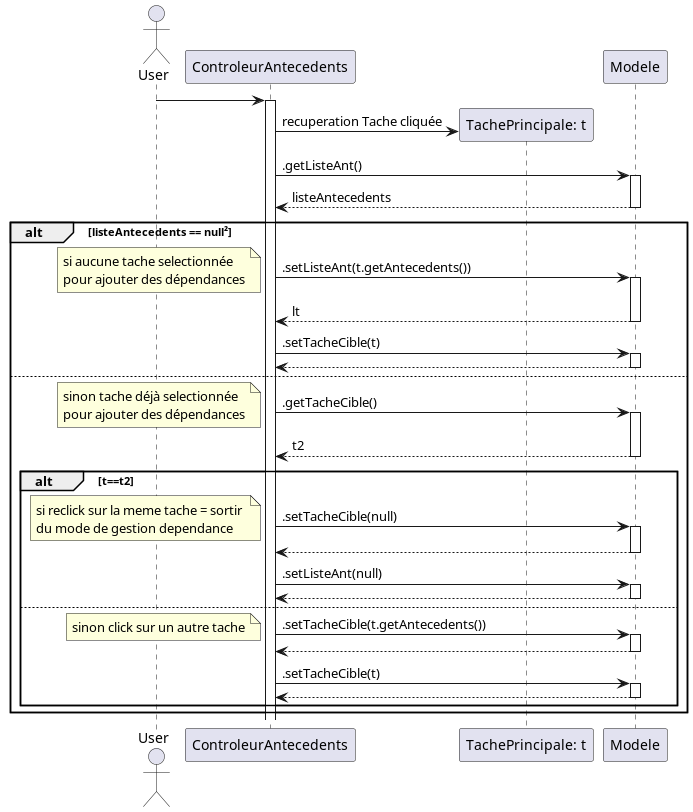 User
ControleurAntecedents
Modele
recuperation Tache cliquée
TachePrincipale: t
.getListeAnt()
listeAntecedents
alt [listeAntecedents == null²]
si aucune tache selectionnée
pour ajouter des dépendances
.setListeAnt(t.getAntecedents())
lt
.setTacheCible(t)
sinon tache déjà selectionnée
pour ajouter des dépendances
.getTacheCible()
t2
alt [t==t2]
si reclick sur la meme tache = sortir
du mode de gestion dependance
.setTacheCible(null)
.setListeAnt(null)
sinon click sur un autre tache
.setTacheCible(t.getAntecedents())
.setTacheCible(t)
User
ControleurAntecedents
TachePrincipale: t
Modele